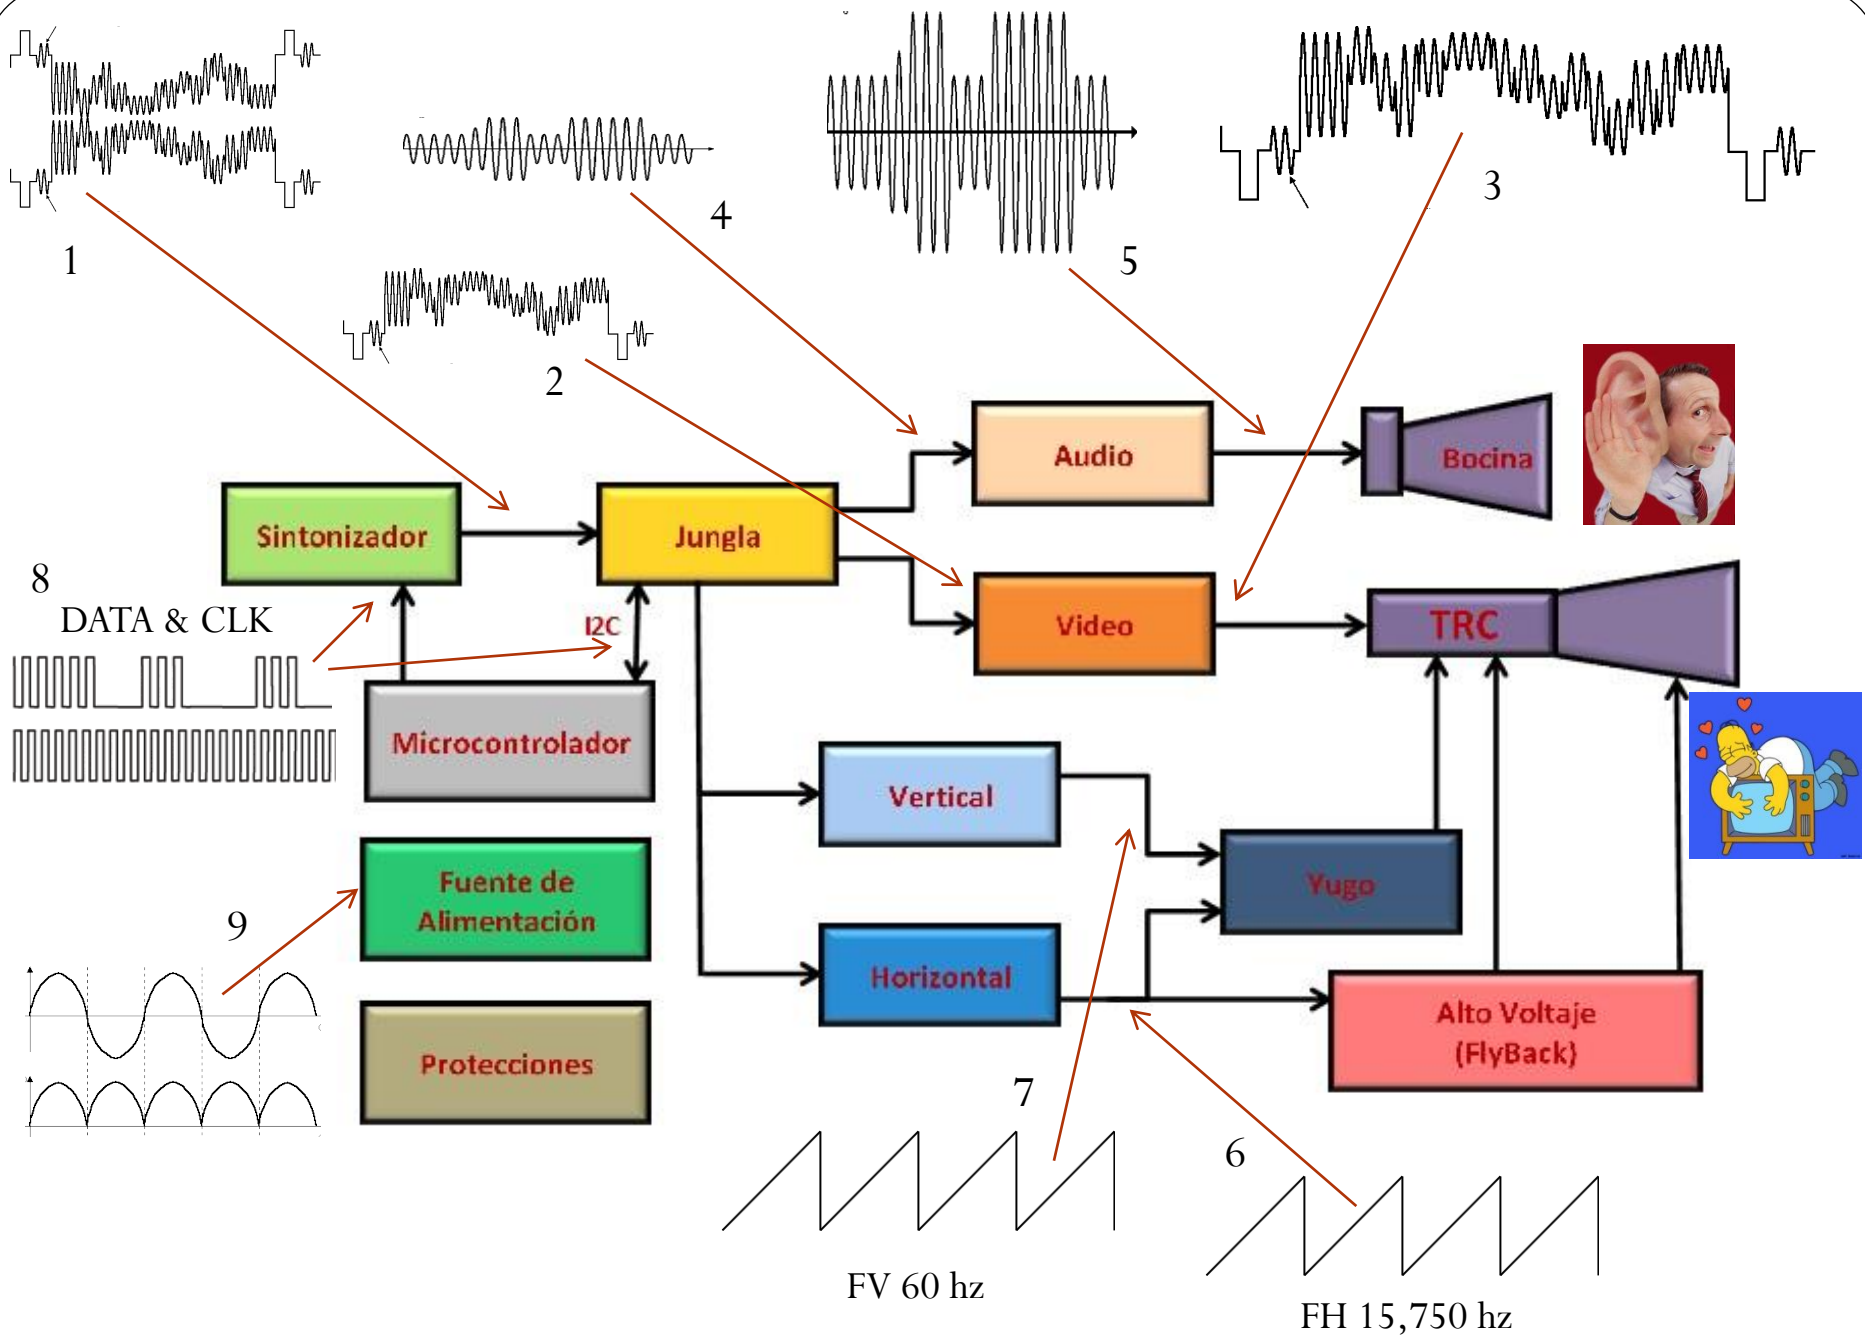 1
4
5
3
2
Audio
Bocina
Sintonizador
Jungla
8
DATA & CLK
I2C
Video
TRC
Microcontrolador
Vertical
Fuente de
Alimentación
Yugo
9
Horizontal
Alto Voltaje
(FlyBack)
Protecciones
7
6
FV 60 hz
FH 15,750 hz